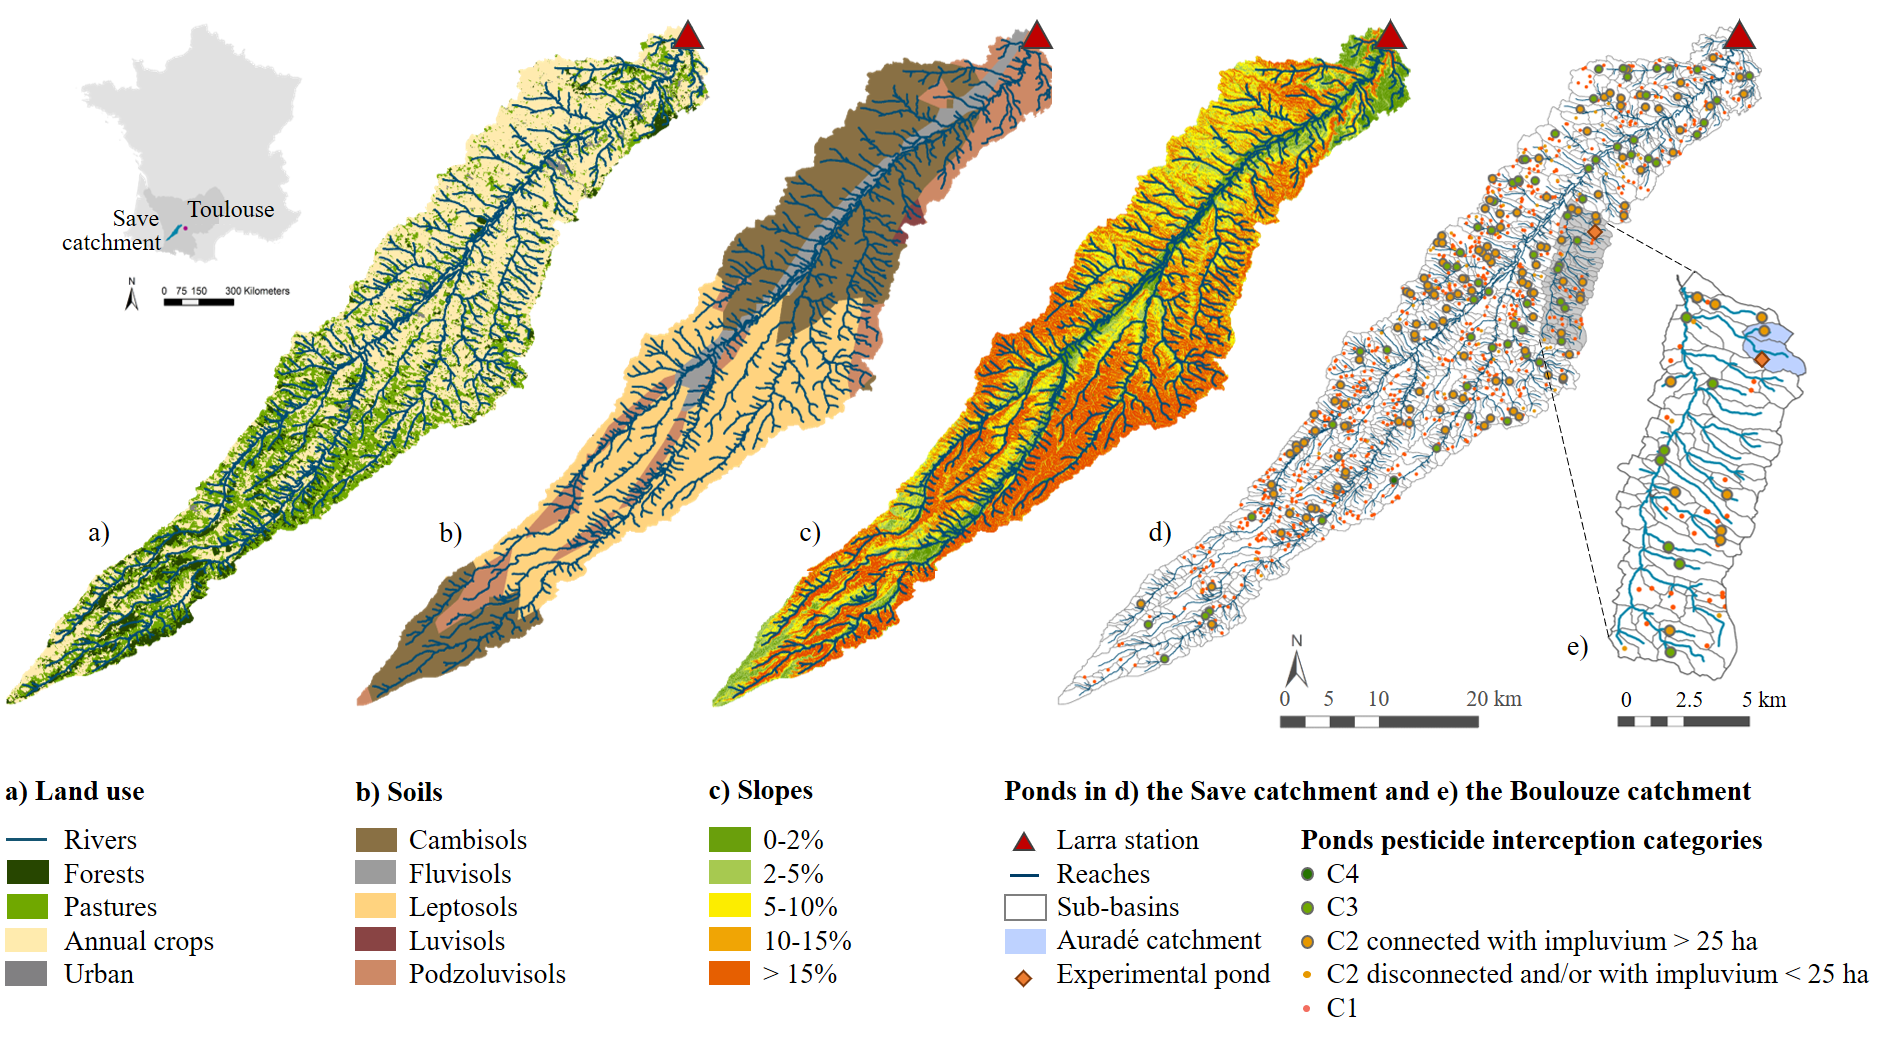 Save
catchment
Toulouse
N
0 75 150 300 Kilometers
a)
b)
c)
d)
e)
N
0 5 10 20 km
0 2.5 5 km
a) Land use
Rivers
Forests
Pastures
Annual crops
Urban
b) Soils
Cambisols
Fluvisols
Leptosols
Luvisols
Podzoluvisols
c) Slopes
0-2%
2-5%
5-10%
10-15%
> 15%
Ponds in d) the Save catchment and e) the Boulouze catchment
Larra station
Reaches
Sub-basins
Auradé catchment
Experimental pond
Ponds pesticide interception categories
C4
C3
C2 connected with impluvium > 25 ha
C2 disconnected and/or with impluvium < 25 ha
C1